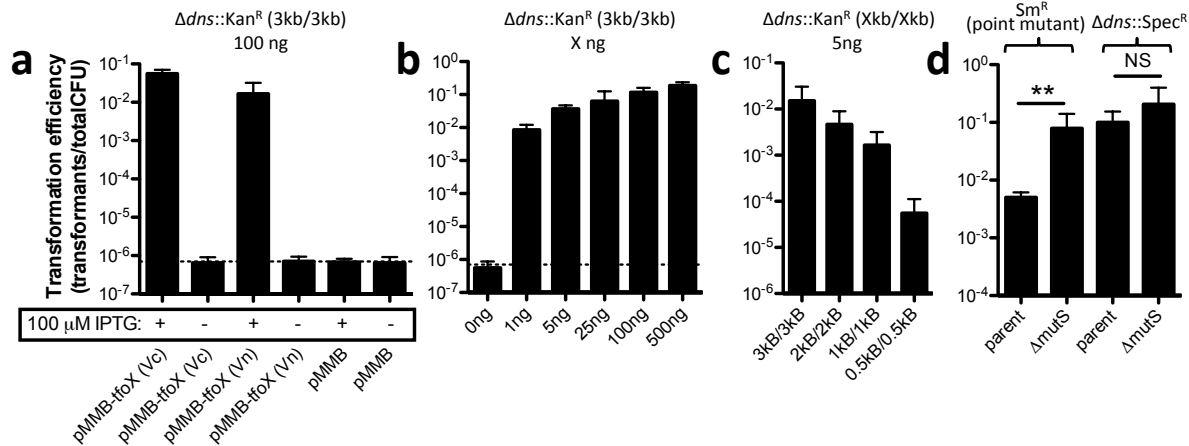 a
Δdns::KanR (3kb/3kb)
100 ng
Transformation efficiency
(transformants/totalCFU)
10-1
10-2
10-3
10-4
10-5
10-6
10-7
100 μM IPTG: + - + - + -
pMMB-tfoX (Vc)
pMMB-tfoX (Vc)
pMMB-tfoX (Vn)
pMMB-tfoX (Vn)
pMMB
pMMB
b
Δdns::KanR (3kb/3kb)
X ng
100
10-1
10-2
10-3
10-4
10-5
10-6
10-7
0ng
1ng
5ng
25ng
100ng
500ng
c
Δdns::KanR (Xkb/Xkb)
5ng
10-1
10-2
10-3
10-4
10-5
10-6
3kB/3kB
2kB/2kB
1kB/1kB
0.5kB/0.5kB
d
SmR
(point mutant)
Δdns::SpecR
100
10-1
10-2
10-3
10-4
**
NS
parent
ΔmutS
parent
ΔmutS